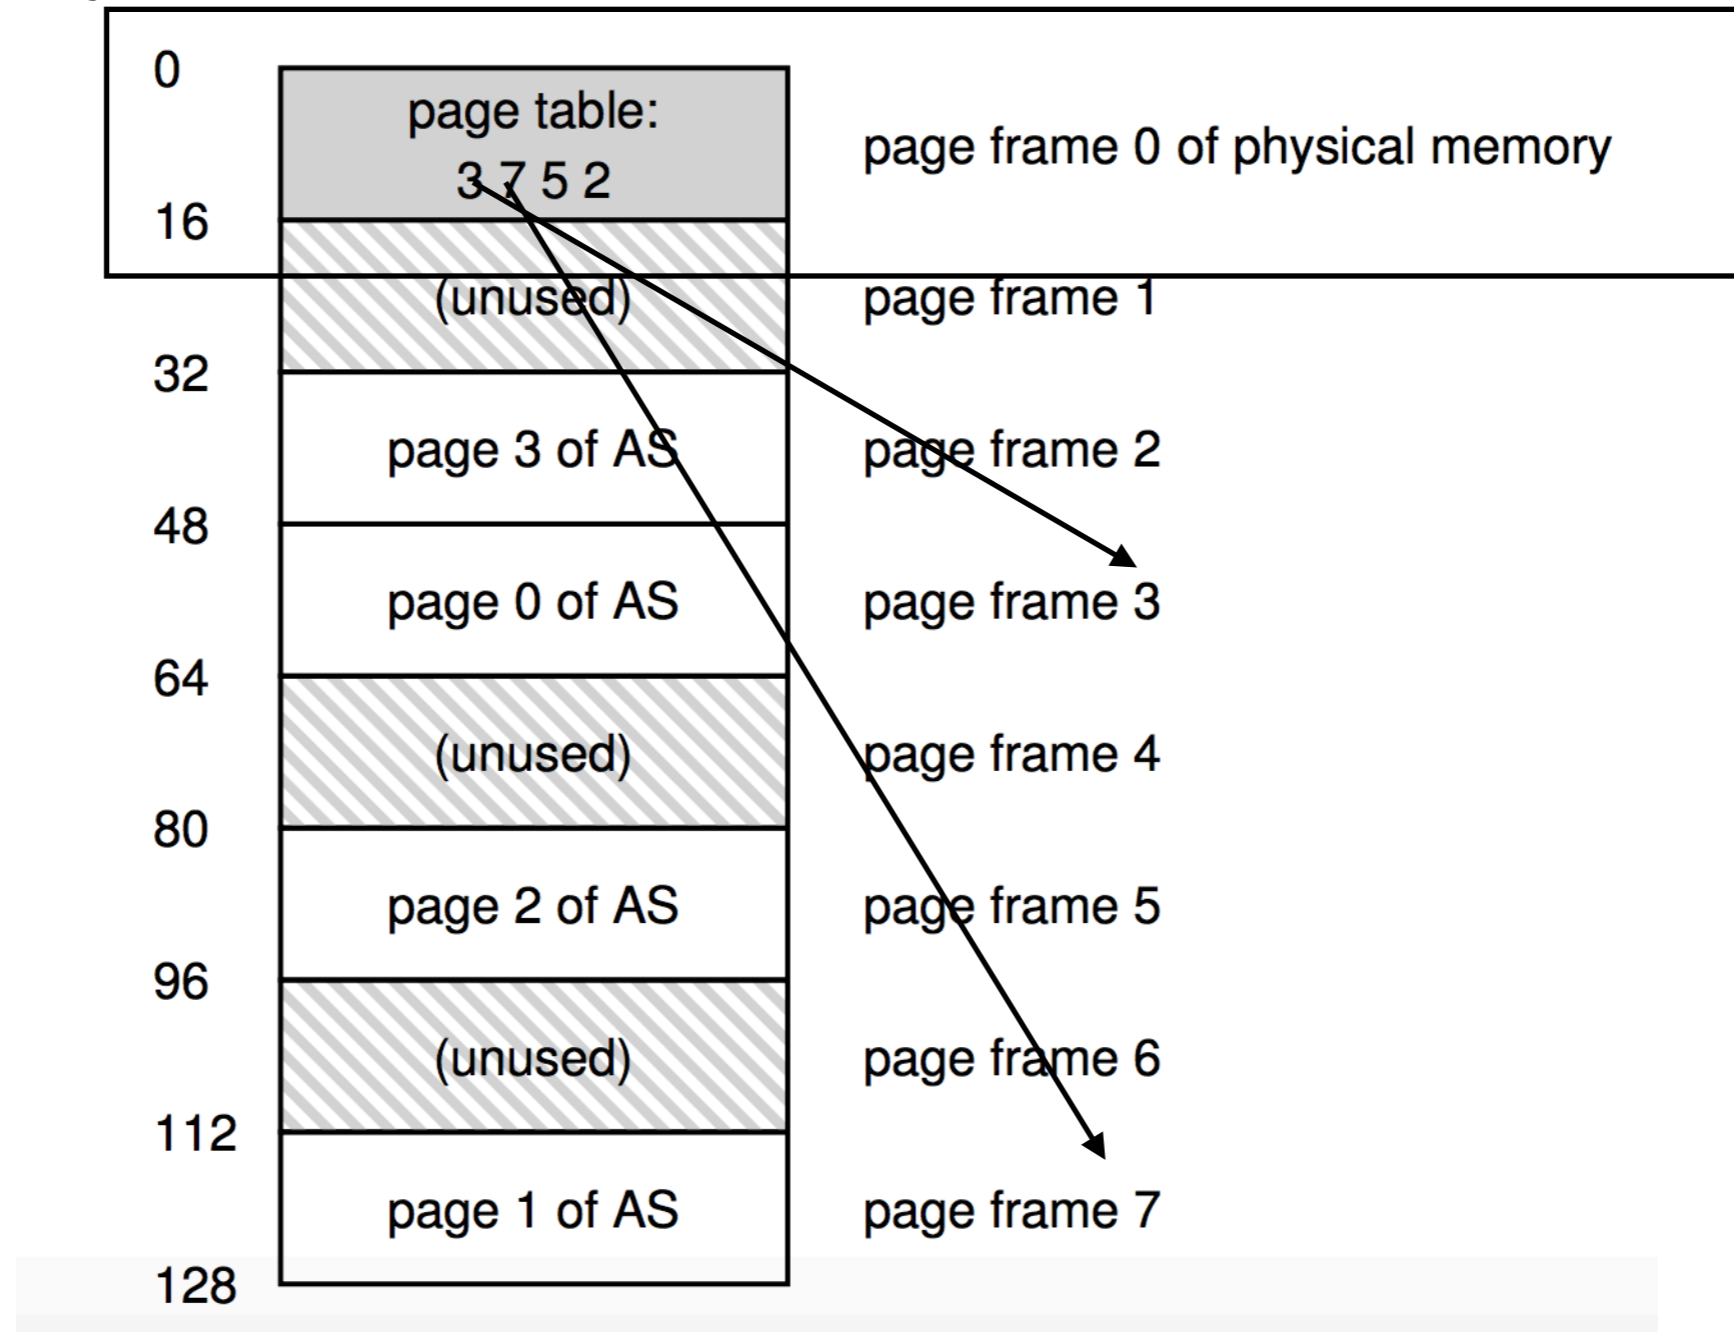 0
page table:
page frame 0 of physical memory
3 7 5 2
16
(unused)
page frame 1
32
page 3 of AS
page frame 2
48
page 0 of AS
page frame 3
64
(unused)
page frame 4
80
page 2 of AS
page frame 5
96
(unused)
page frame 6
112
page 1 of AS
page frame 7
128